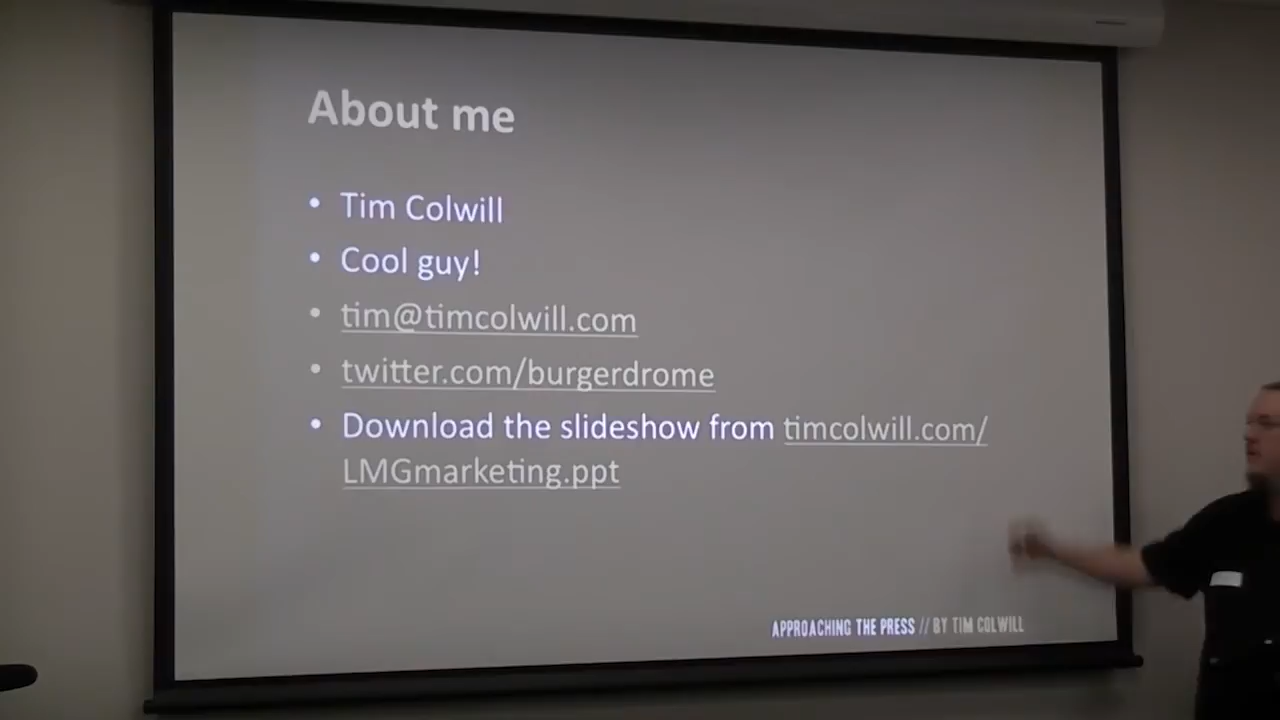 About me
• Tim Colwill
• Cool guy!
• tim@timcolwill.com
• twitter.com/burgerdrome
• Download the slideshow from timcolwill.com/
LMGmarketing.ppt
APPROACHING THE PRESS // BY TIM COLWILL